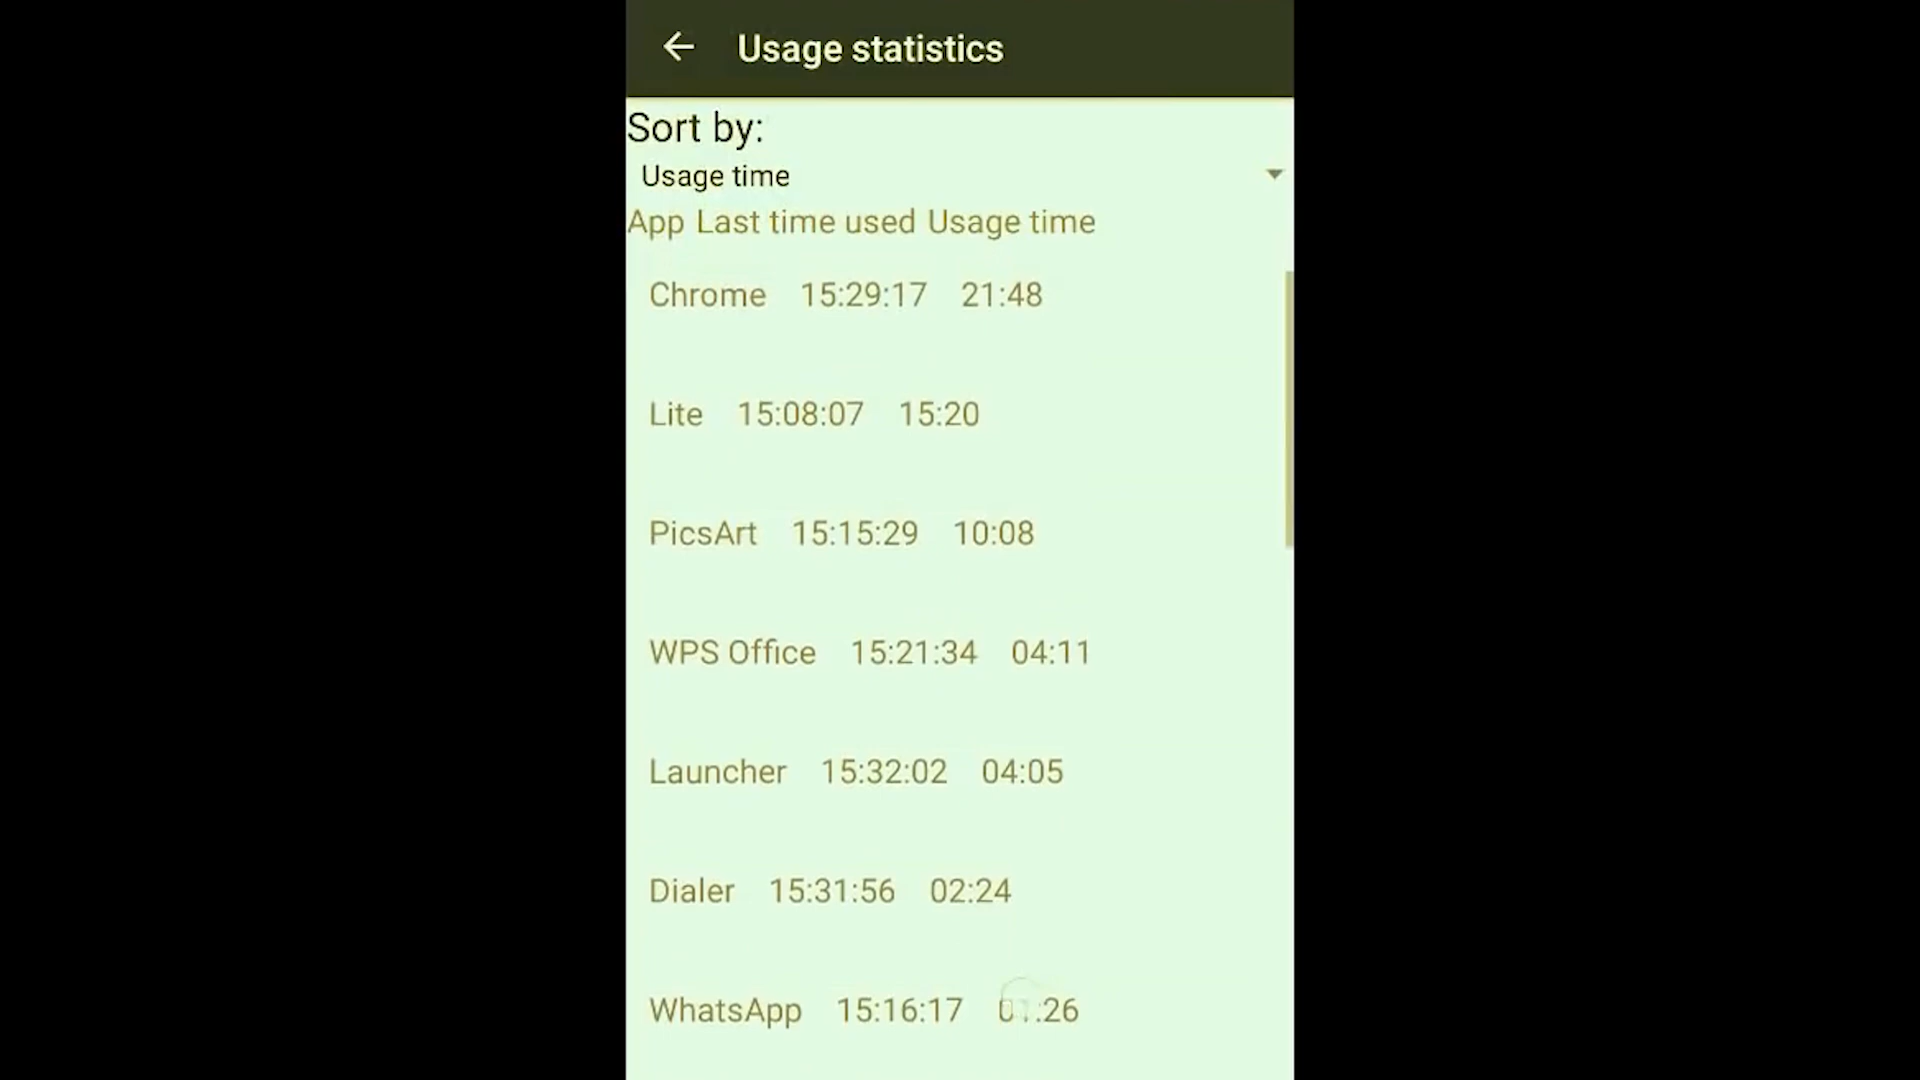 Usage statistics
Sort by:
Usage time
App Last time used Usage time
Chrome 15:29:17 21:48
Lite 15:08:07 15:20
PicsArt 15:15:29 10:08
WPS Office 15:21:34 04:11
Launcher 15:32:02 04:05
Dialer 15:31:56 02:24
WhatsApp 15:16:17